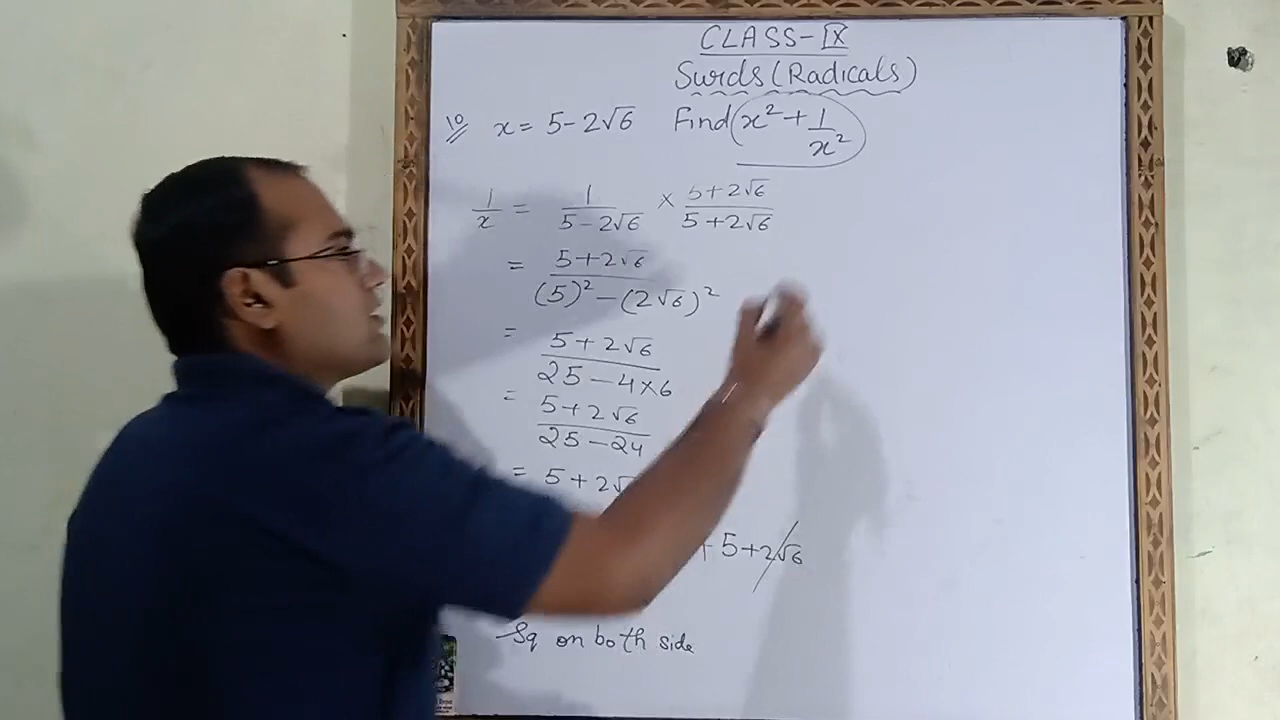 CLASS-IX
Surds (Radicals)
10 x = 5-2√6 Find x² + 1/x²
1/x = 1/(5-2√6) × (5+2√6)/(5+2√6)
= (5+2√6)/((5)² - (2√6)²)
= (5+2√6)/(25-4×6)
= (5+2√6)/(25-24)
= 5+2√
+ 5+2√6
Sq on both side